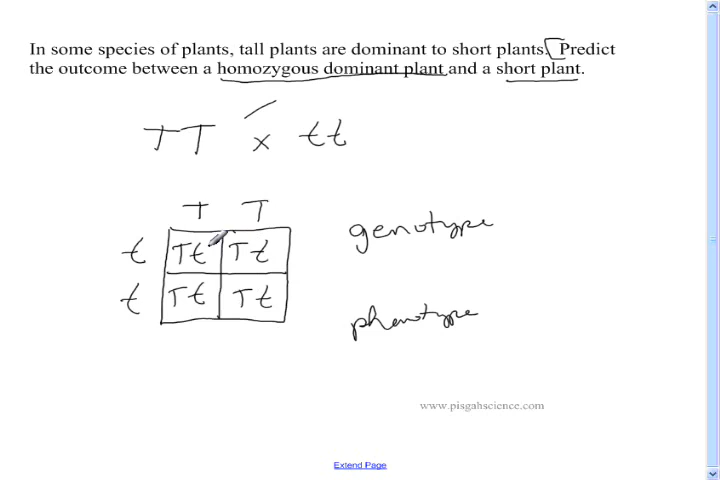 In some species of plants, tall plants are dominant to short plants. Predict
the outcome between a homozygous dominant plant and a short plant.
TT x tt
T T
t Tt Tt
genotype
t Tt Tt
phenotype
www.pisgahscience.com
Extend Page